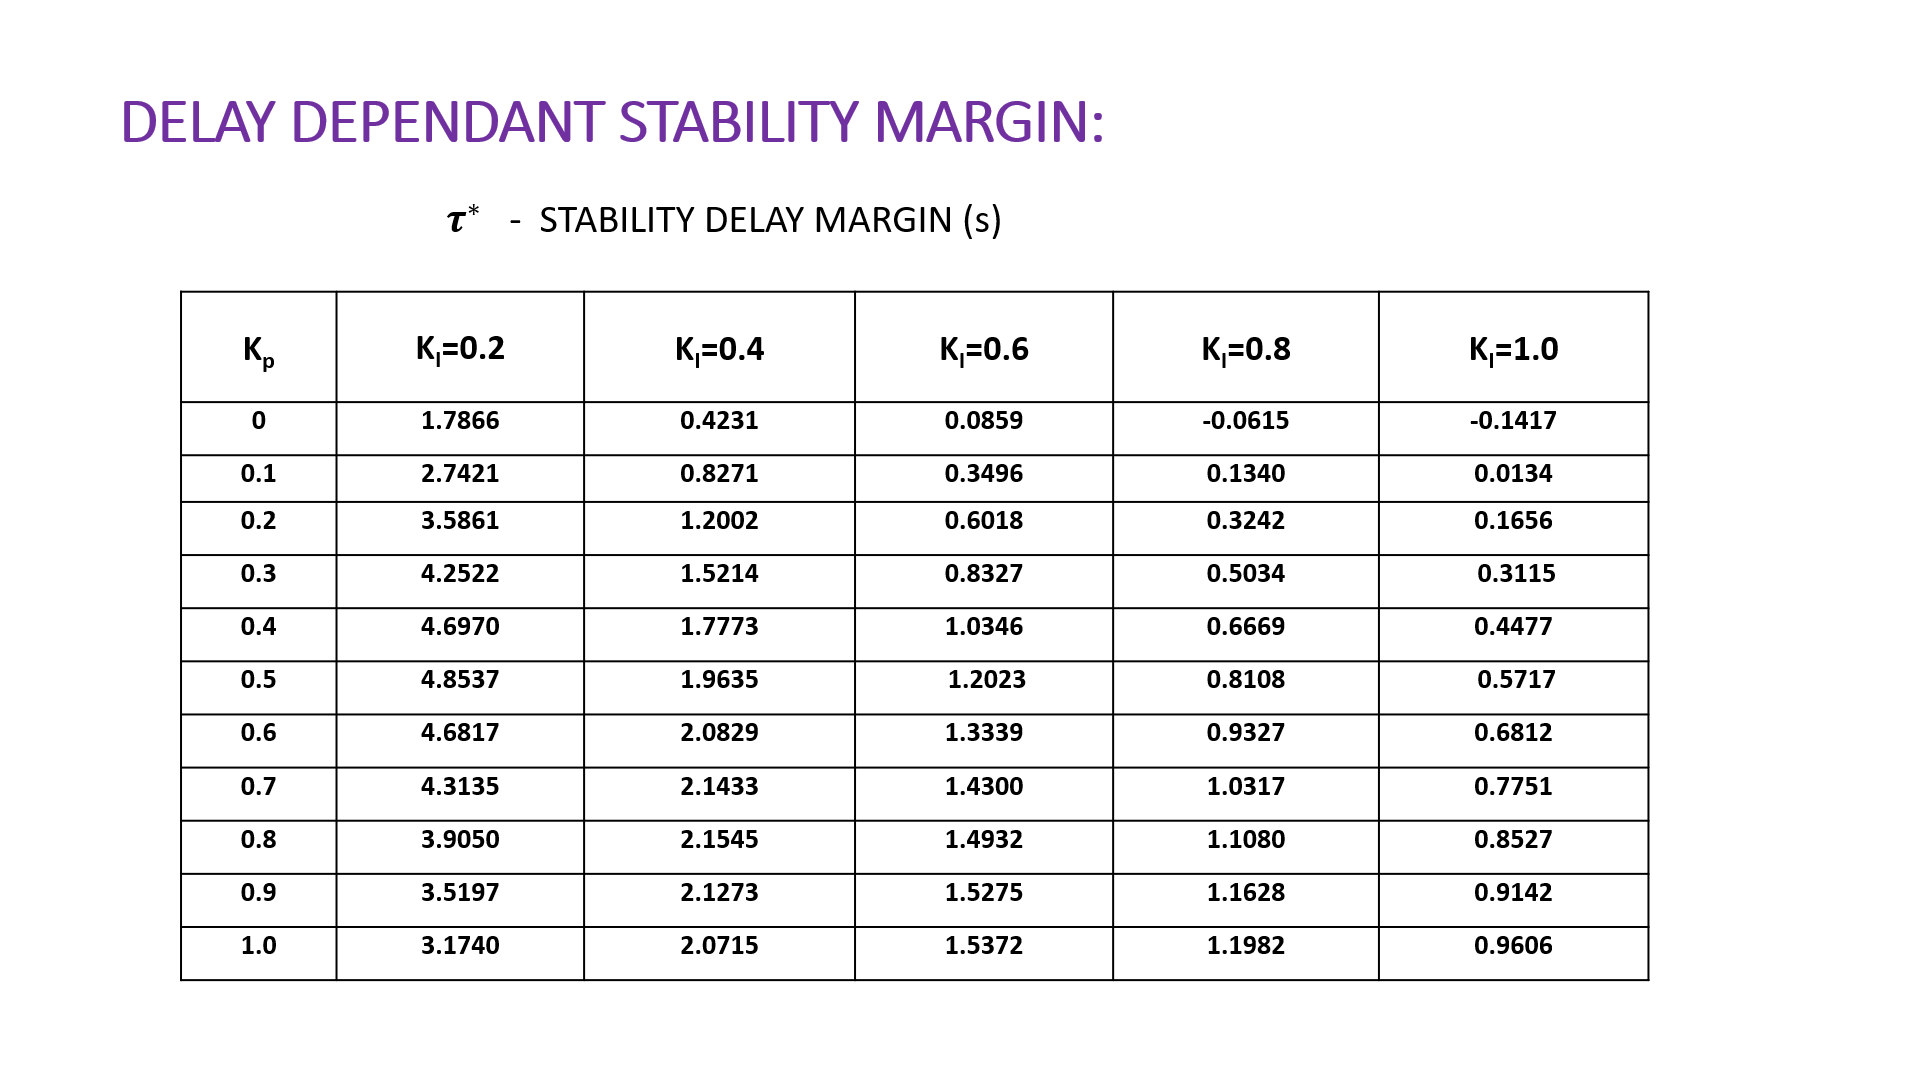 DELAY DEPENDANT STABILITY MARGIN:
τ* - STABILITY DELAY MARGIN (s)
Kp KI=0.2 KI=0.4 KI=0.6 KI=0.8 KI=1.0
0 1.7866 0.4231 0.0859 -0.0615 -0.1417
0.1 2.7421 0.8271 0.3496 0.1340 0.0134
0.2 3.5861 1.2002 0.6018 0.3242 0.1656
0.3 4.2522 1.5214 0.8327 0.5034 0.3115
0.4 4.6970 1.7773 1.0346 0.6669 0.4477
0.5 4.8537 1.9635 1.2023 0.8108 0.5717
0.6 4.6817 2.0829 1.3339 0.9327 0.6812
0.7 4.3135 2.1433 1.4300 1.0317 0.7751
0.8 3.9050 2.1545 1.4932 1.1080 0.8527
0.9 3.5197 2.1273 1.5275 1.1628 0.9142
1.0 3.1740 2.0715 1.5372 1.1982 0.9606